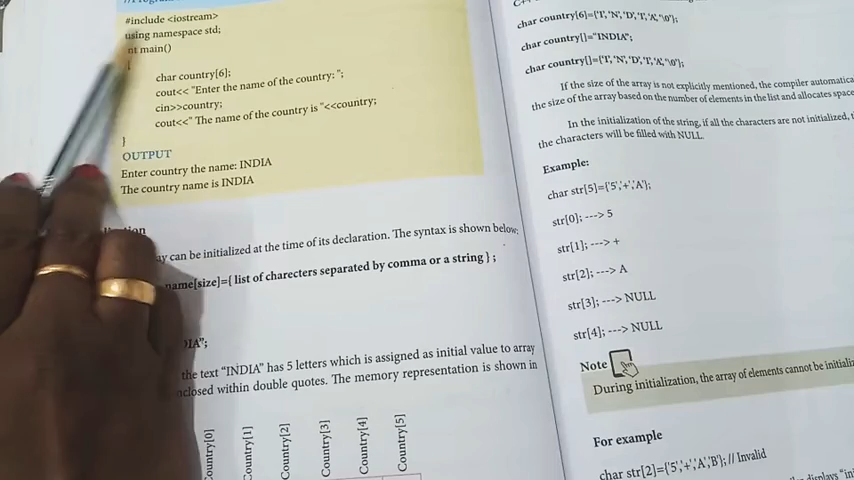 #include <iostream>
using namespace std;
nt main()
{
char country[6];
cout<< "Enter the name of the country: ";
cin>>country;
cout<<" The name of the country is "<<country;
}
OUTPUT
Enter country the name: INDIA
The country name is INDIA
ay can be initialized at the time of its declaration. The syntax is shown below:
name[size]={ list of charecters separated by comma or a string } ;
DIA";
the text "INDIA" has 5 letters which is assigned as initial value to array
nclosed within double quotes. The memory representation is shown in
Country[0]
Country[1]
Country[2]
Country[3]
Country[4]
Country[5]
char country[6]={'I', 'N', 'D', 'I', 'A', '\0'};
char country[]="INDIA";
char country[]={'I', 'N', 'D', 'I', 'A', '\0'};
If the size of the array is not explicitly mentioned, the compiler automatica
the size of the array based on the number of elements in the list and allocates space
In the initialization of the string, if all the characters are not initialized,
the characters will be filled with NULL.
Example:
char str[5]={'5','+','A'};
str[0]; ---> 5
str[1]; ---> +
str[2]; ---> A
str[3]; ---> NULL
str[4]; ---> NULL
Note
During initialization, the array of elements cannot be initializ
For example
char str[2]={'5','+','A','B'}; // Invalid